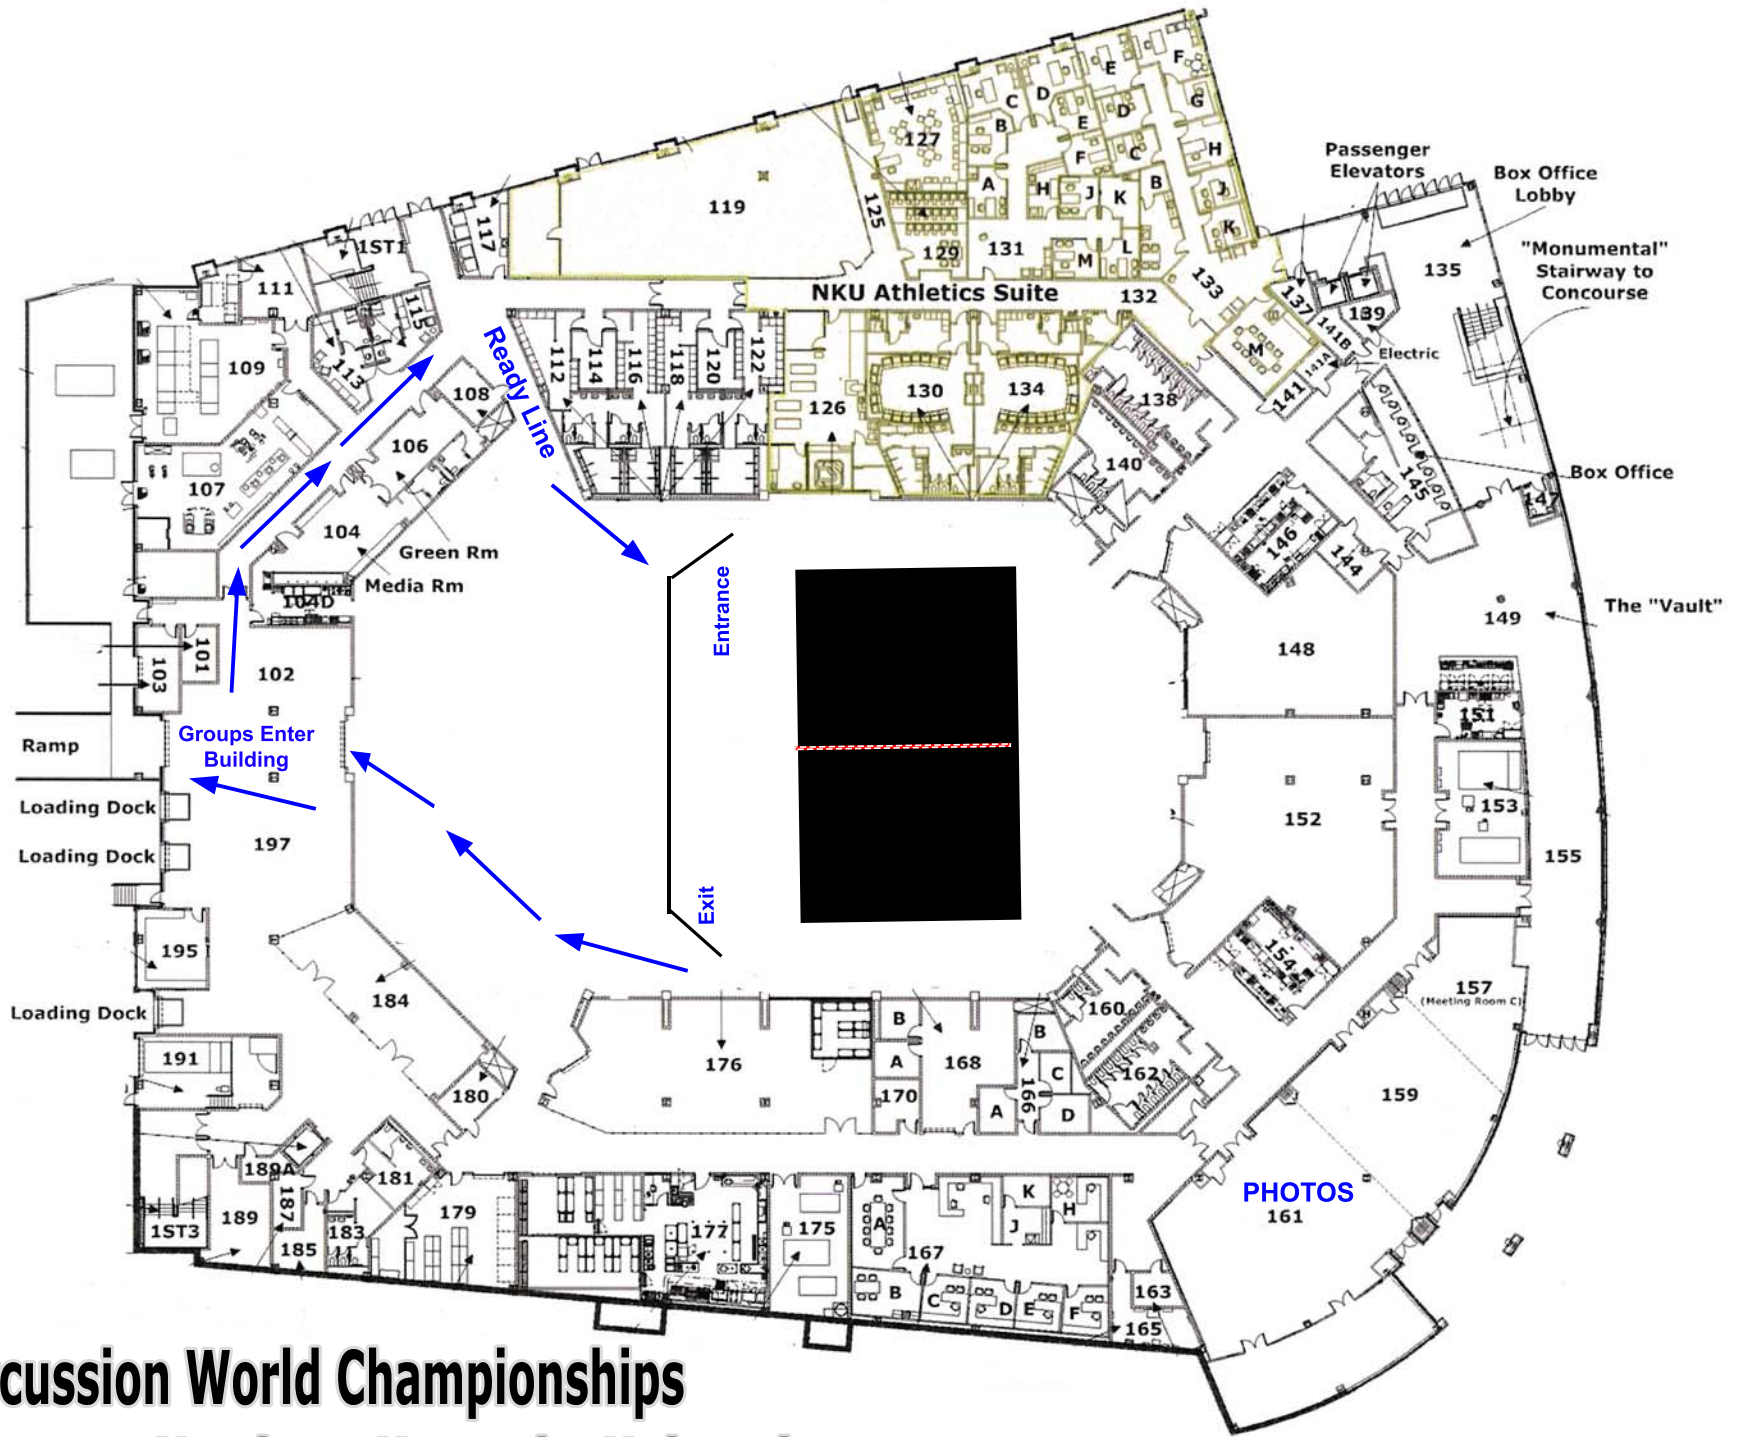 F
E
C
D
G
B
E
D
127
F
C
H
A
H
J
K
B
J
119
125
117
1ST1
129
131
L
K
M
Passenger
Elevators
Box Office
Lobby
"Monumental"
Stairway to
Concourse
135
111
115
NKU Athletics Suite
132
133
137
139
141B
Electric
141A
141
M
109
113
108
Ready Line
112
114
116
118
120
122
126
130
134
138
106
140
145
Box Office
147
107
104
Green Rm
Media Rm
104D
146
144
Entrance
149
The "Vault"
101
103
102
148
Ramp
Groups Enter
Building
151
Loading Dock
153
152
Loading Dock
197
155
Exit
195
184
154
157
(Meeting Room C)
Loading Dock
191
180
176
B
A
170
168
B
C
A
166
D
160
162
159
189A
181
187
189
1ST3
185
183
179
177
175
A
167
K
J
H
B
C
D
E
F
163
165
PHOTOS
161
cussion World Championships